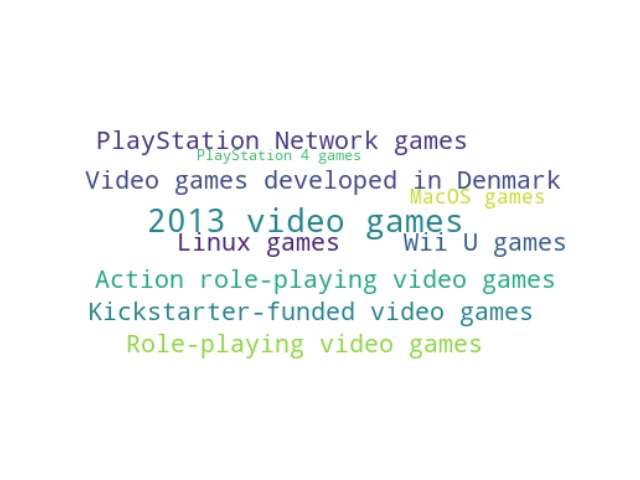 PlayStation Network games
PlayStation 4 games
Video games developed in Denmark
MacOS games
2013 video games
Linux games
Wii U games
Action role-playing video games
Kickstarter-funded video games
Role-playing video games